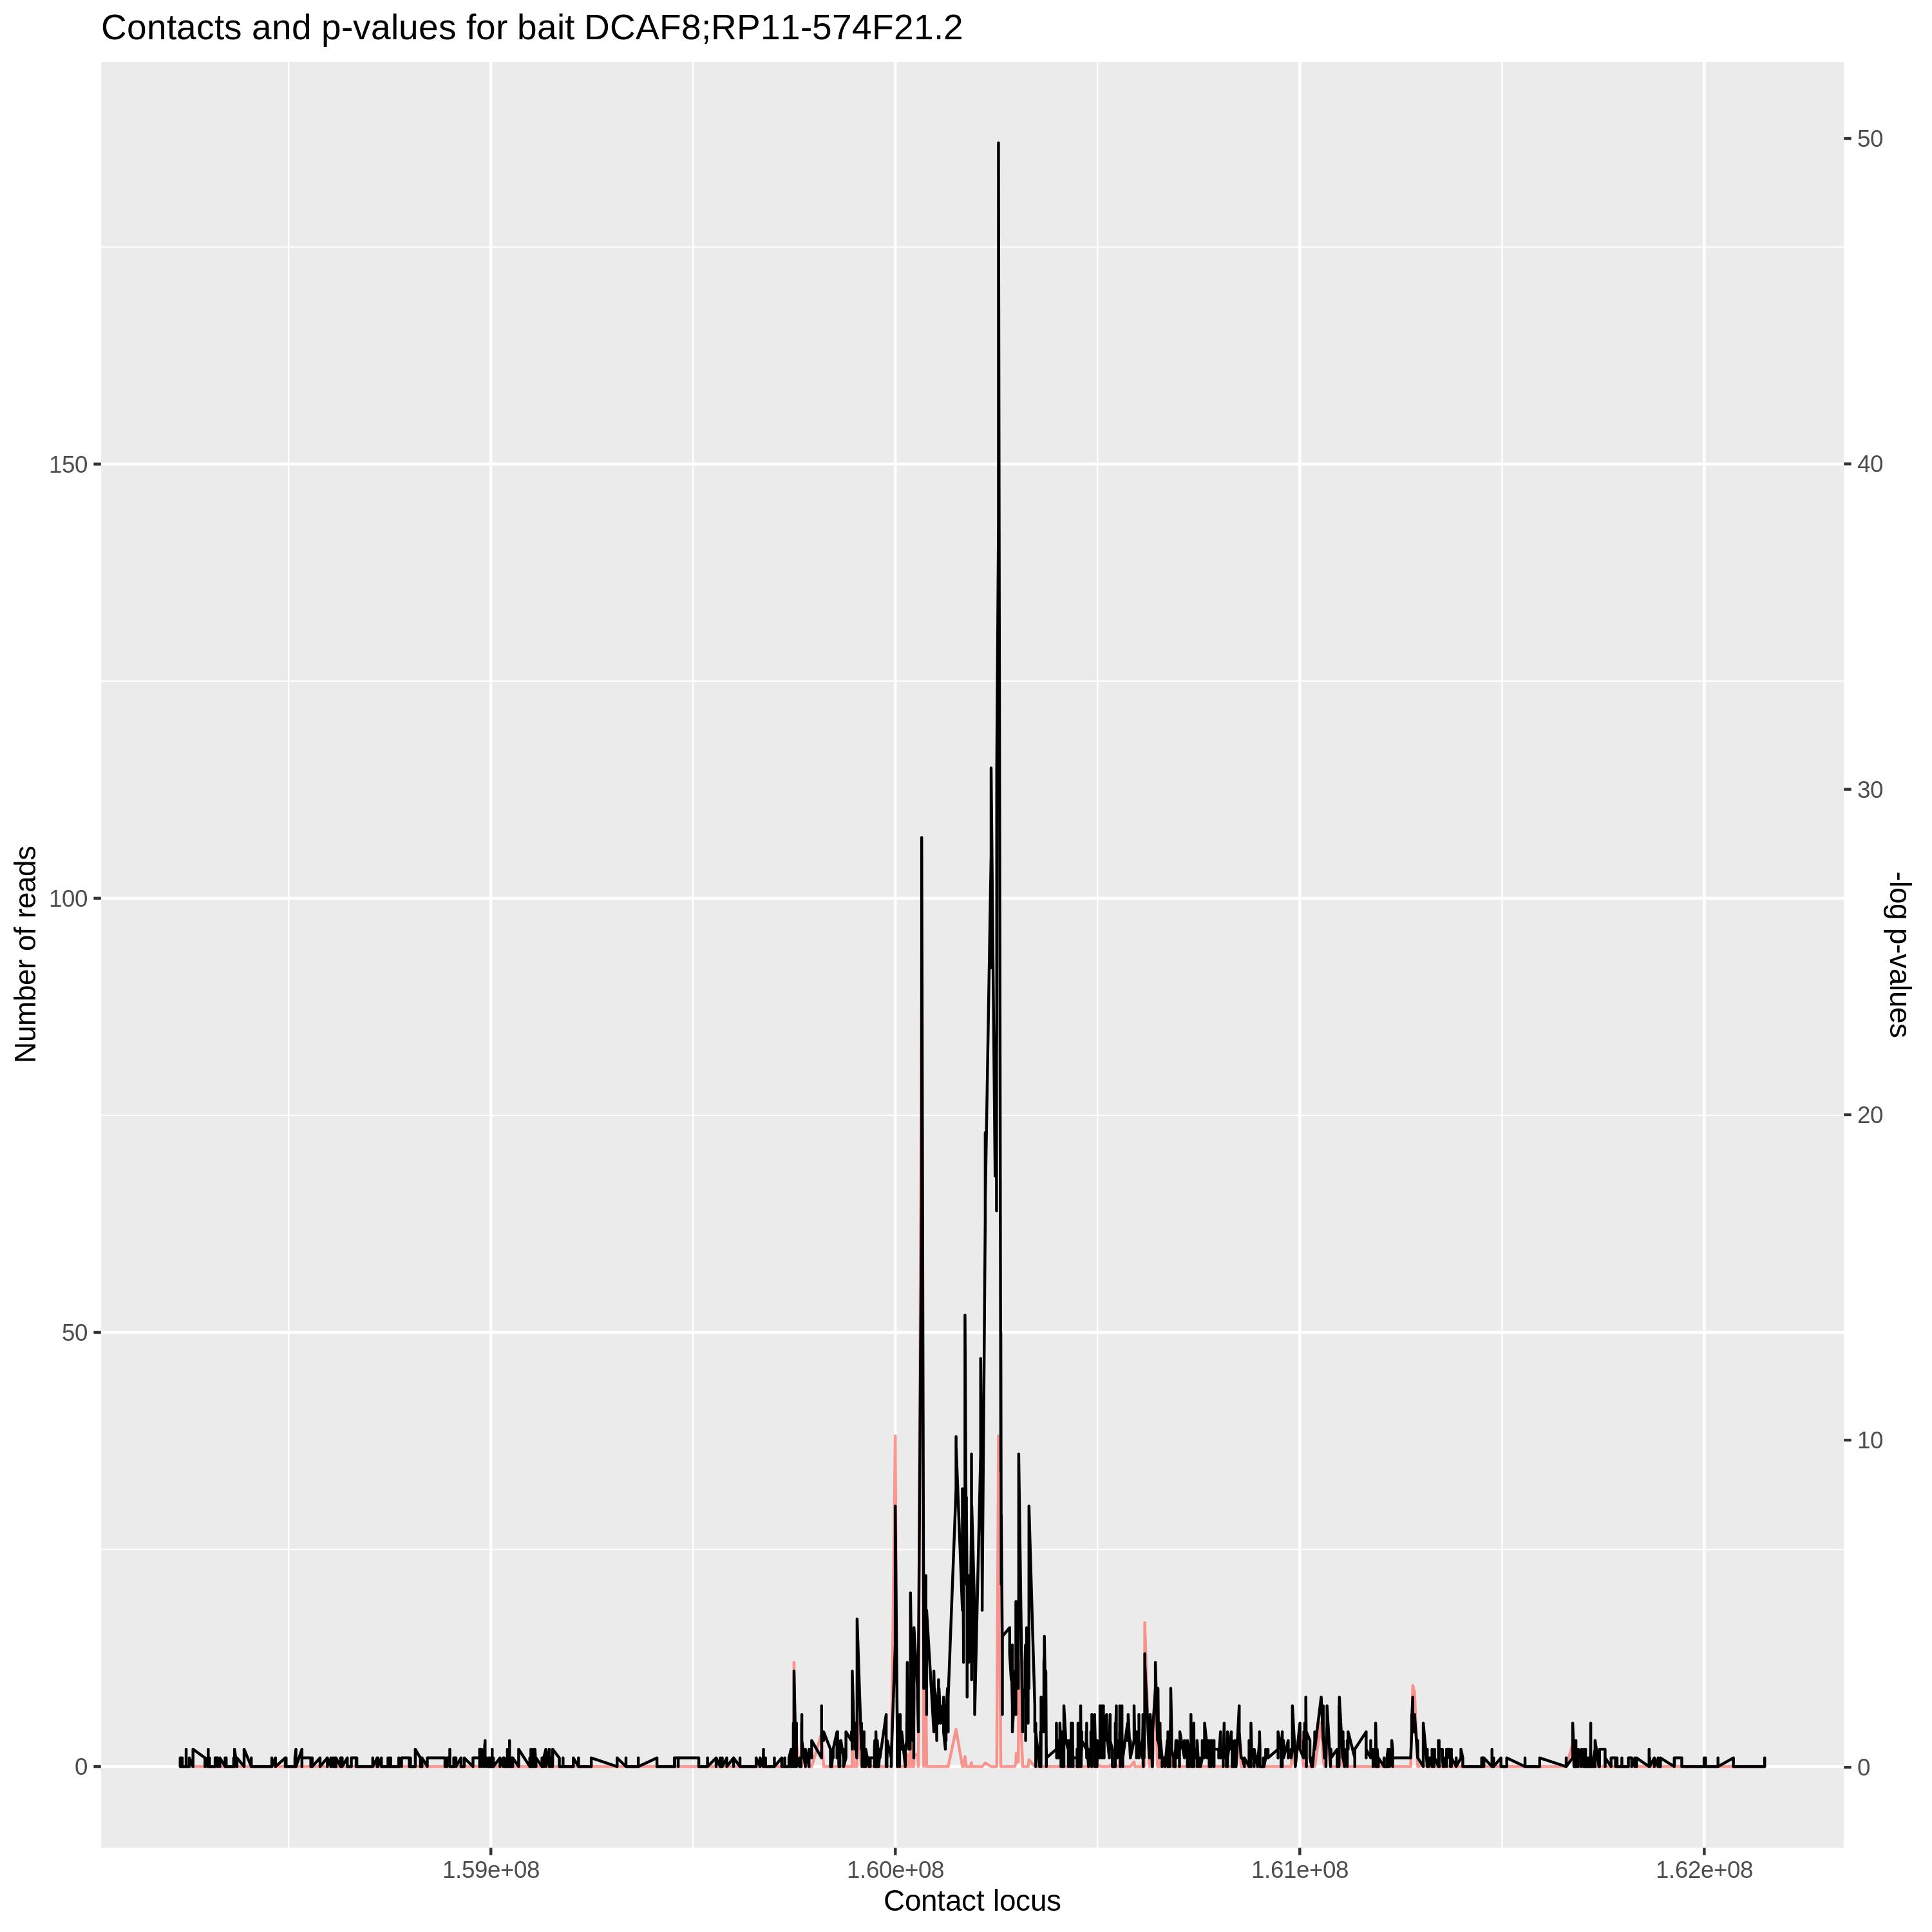 Contacts and p-values for bait DCAF8;RP11-574F21.2
50
150
40
30
100
20
50
10
0
0
Number of reads
-log p-values
1.59e+08
1.60e+08
1.61e+08
1.62e+08
Contact locus